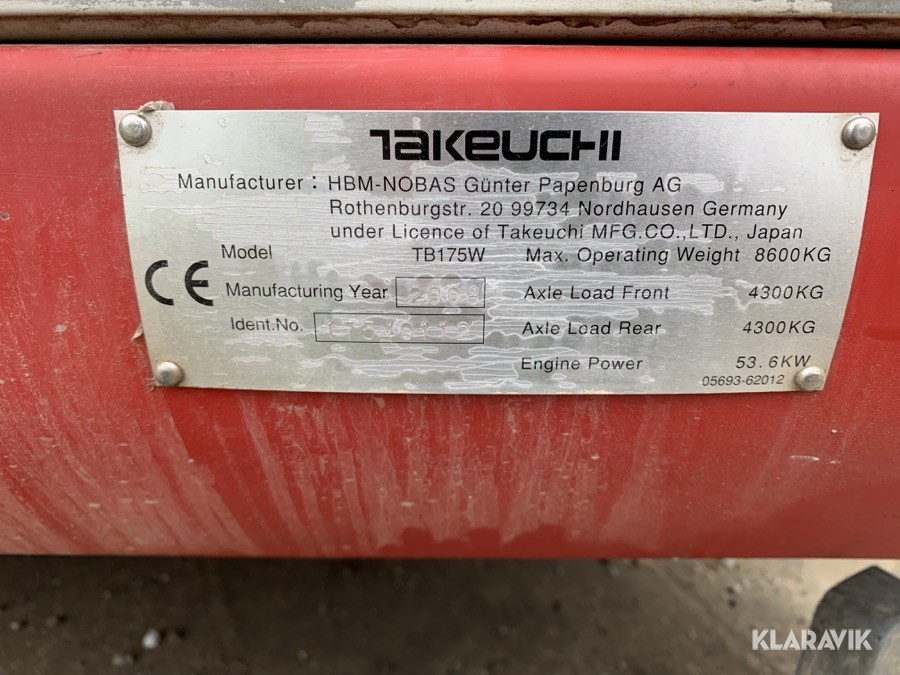 TAKEUCHI
Manufacturer : HBM-NOBAS Günter Papenburg AG
Rothenburgstr. 20 99734 Nordhausen Germany
under Licence of Takeuchi MFG.CO.,LTD., Japan
Model TB175W Max. Operating Weight 8600KG
CE Manufacturing Year 2008 Axle Load Front 4300KG
Ident.No. Axle Load Rear 4300KG
Engine Power 53.6KW
05693-62012
KLARAVIK